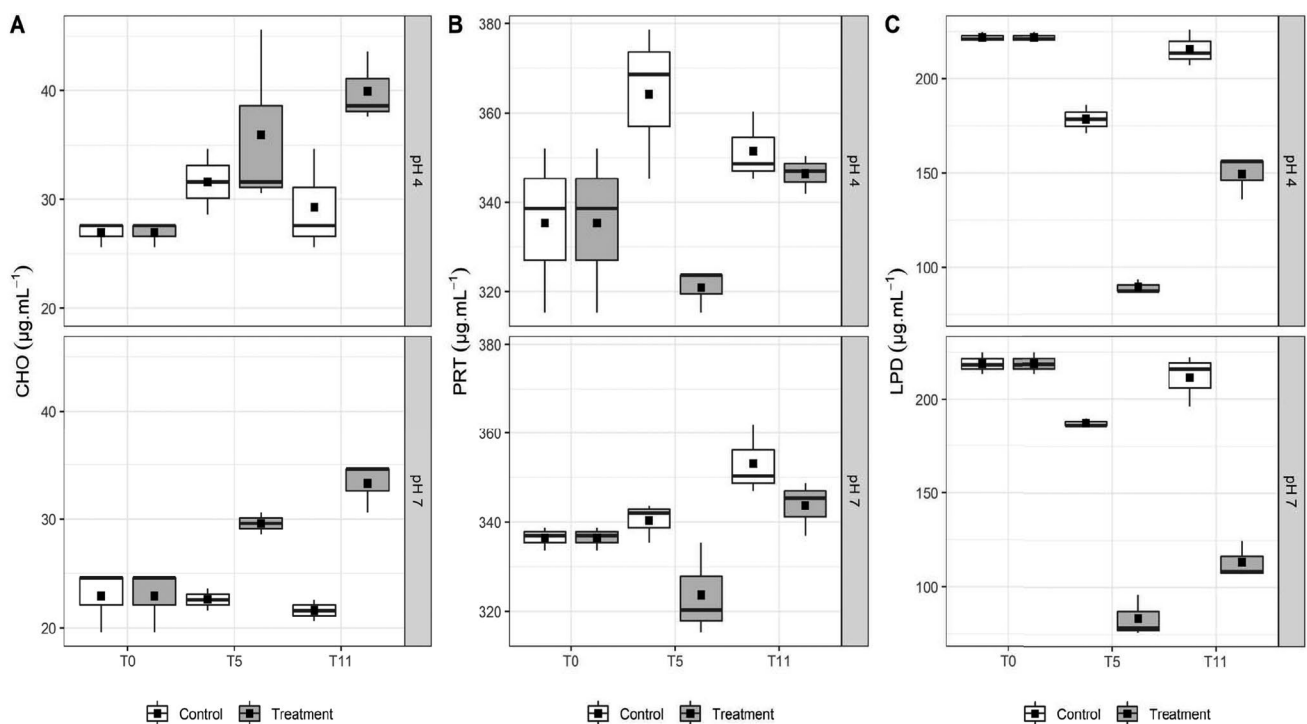 A
CHO (µg.mL⁻¹)
40
30
20
pH 4
40
30
20
pH 7
T0 T5 T11
Control Treatment
B
PRT (µg.mL⁻¹)
380
360
340
320
pH 4
380
360
340
320
pH 7
T0 T5 T11
Control Treatment
C
LPD (µg.mL⁻¹)
200
150
100
pH 4
200
150
100
pH 7
T0 T5 T11
Control Treatment